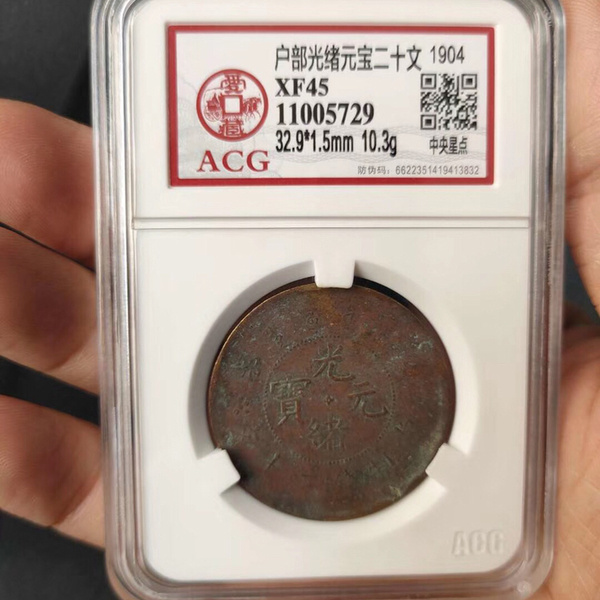 户部光绪元宝二十文 1904
XF45
11005729
32.9*1.5mm 10.3g
中央星点
防伪码: 6622351419413832
ACG
光
寶 元
緒
ACG